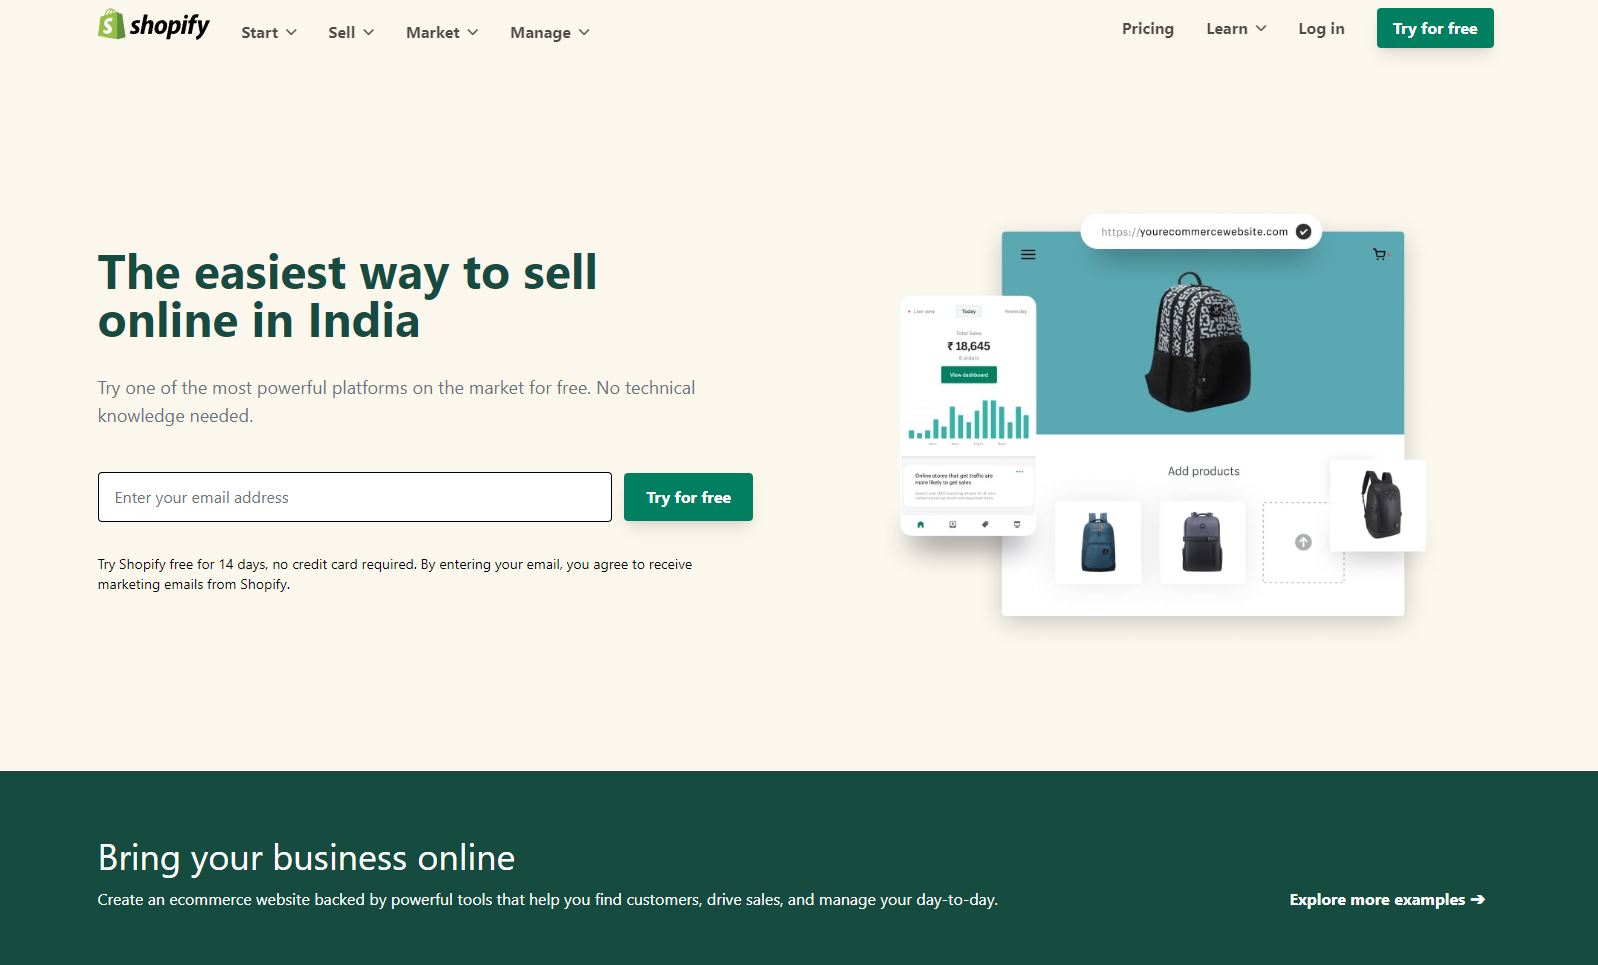 shopify
Start
Sell
Market
Manage
Pricing
Learn
Log in
Try for free
The easiest way to sell
online in India
Try one of the most powerful platforms on the market for free. No technical
knowledge needed.
Enter your email address
Try for free
Try Shopify free for 14 days, no credit card required. By entering your email, you agree to receive
marketing emails from Shopify.
https://yourecommercewebsite.com
Live view
Today
Yesterday
Total Sales
₹ 18,645
6 orders
View dashboard
Online stores that get traffic are
more likely to get sales
Add products
Bring your business online
Create an ecommerce website backed by powerful tools that help you find customers, drive sales, and manage your day-to-day.
Explore more examples ➔